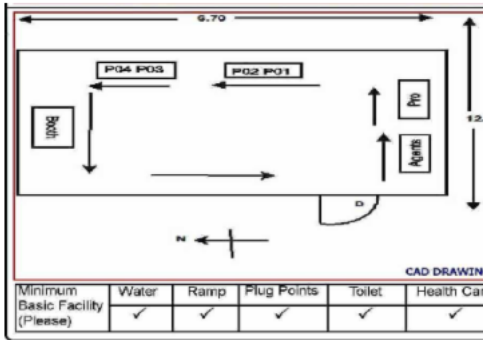 6.70
P04 P03
P02 P01
Booth
Pro
Agents
12.
D
N
CAD DRAWIN
Minimum Basic Facility (Please)
Water
Ramp
Plug Points
Toilet
Health Car
✓ ✓ ✓ ✓ ✓